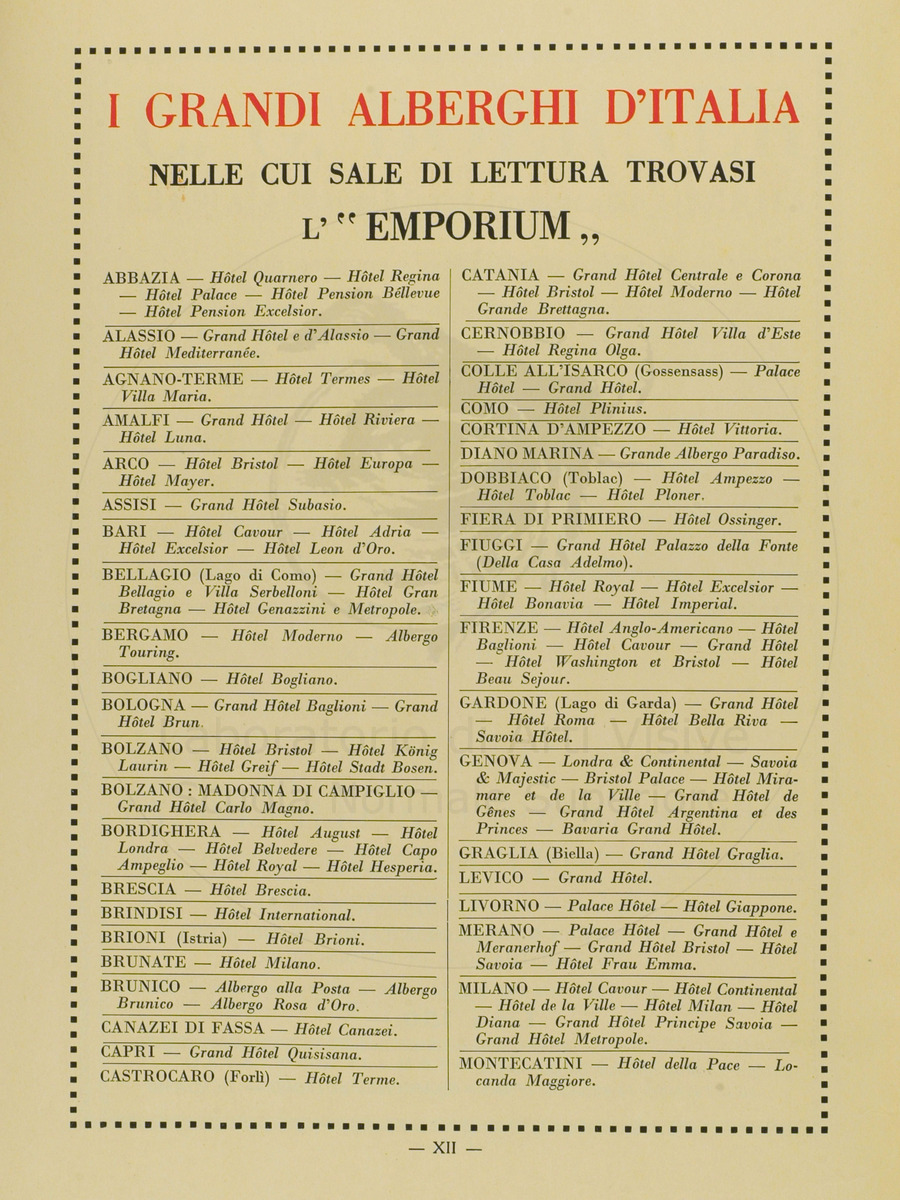 I GRANDI ALBERGHI D'ITALIA
NELLE CUI SALE DI LETTURA TROVASI
L' “ EMPORIUM „
ABBAZIA — Hôtel Quarnero — Hôtel Regina
— Hôtel Palace — Hôtel Pension Béllevue
— Hôtel Pension Excelsior.
ALASSIO — Grand Hôtel e d'Alassio — Grand
Hôtel Mediterranée.
AGNANO-TERME — Hôtel Termes — Hôtel
Villa Maria.
AMALFI — Grand Hôtel — Hôtel Riviera —
Hôtel Luna.
ARCO — Hôtel Bristol — Hôtel Europa —
Hôtel Mayer.
ASSISI — Grand Hôtel Subasio.
BARI — Hôtel Cavour — Hôtel Adria —
Hôtel Excelsior — Hôtel Leon d'Oro.
BELLAGIO (Lago di Como) — Grand Hôtel
Bellagio e Villa Serbelloni — Hôtel Gran
Bretagna — Hôtel Genazzini e Metropole.
BERGAMO — Hôtel Moderno — Albergo
Touring.
BOGLIANO — Hôtel Bogliano.
BOLOGNA — Grand Hôtel Baglioni — Grand
Hôtel Brun.
BOLZANO — Hôtel Bristol — Hôtel König
Laurin — Hôtel Greif — Hôtel Stadt Bosen.
BOLZANO : MADONNA DI CAMPIGLIO —
Grand Hôtel Carlo Magno.
BORDIGHERA — Hôtel August — Hôtel
Londra — Hôtel Belvedere — Hôtel Capo
Ampeglio — Hôtel Royal — Hôtel Hesperia.
BRESCIA — Hôtel Brescia.
BRINDISI — Hôtel International.
BRIONI (Istria) — Hôtel Brioni.
BRUNATE — Hôtel Milano.
BRUNICO — Albergo alla Posta — Albergo
Brunico — Albergo Rosa d'Oro.
CANAZEI DI FASSA — Hôtel Canazei.
CAPRI — Grand Hôtel Quisisana.
CASTROCARO (Forlì) — Hôtel Terme.
CATANIA — Grand Hôtel Centrale e Corona
— Hôtel Bristol — Hôtel Moderno — Hôtel
Grande Brettagna.
CERNOBBIO — Grand Hôtel Villa d'Este
— Hôtel Regina Olga.
COLLE ALL'ISARCO (Gossensass) — Palace
Hôtel — Grand Hôtel.
COMO — Hôtel Plinius.
CORTINA D'AMPEZZO — Hôtel Vittoria.
DIANO MARINA — Grande Albergo Paradiso.
DOBBIACO (Toblac) — Hôtel Ampezzo —
Hôtel Toblac — Hôtel Ploner.
FIERA DI PRIMIERO — Hôtel Ossinger.
FIUGGI — Grand Hôtel Palazzo della Fonte
(Della Casa Adelmo).
FIUME — Hôtel Royal — Hôtel Excelsior —
Hôtel Bonavia — Hôtel Imperial.
FIRENZE — Hôtel Anglo-Americano — Hôtel
Baglioni — Hôtel Cavour — Grand Hôtel
— Hôtel Washington et Bristol — Hôtel
Beau Sejour.
GARDONE (Lago di Garda) — Grand Hôtel
— Hôtel Roma — Hôtel Bella Riva —
Savoia Hôtel.
GENOVA — Londra & Continental — Savoia
& Majestic — Bristol Palace — Hôtel Mira-
mare et de la Ville — Grand Hôtel de
Gênes — Grand Hôtel Argentina et des
Princes — Bavaria Grand Hôtel.
GRAGLIA (Biella) — Grand Hôtel Graglia.
LEVICO — Grand Hôtel.
LIVORNO — Palace Hôtel — Hôtel Giappone.
MERANO — Palace Hôtel — Grand Hôtel e
Meranerhof — Grand Hôtel Bristol — Hôtel
Savoia — Hôtel Frau Emma.
MILANO — Hôtel Cavour — Hôtel Continental
— Hôtel de la Ville — Hôtel Milan — Hôtel
Diana — Grand Hôtel Principe Savoia —
Grand Hôtel Metropole.
MONTECATINI — Hôtel della Pace — Lo-
canda Maggiore.
— XII —